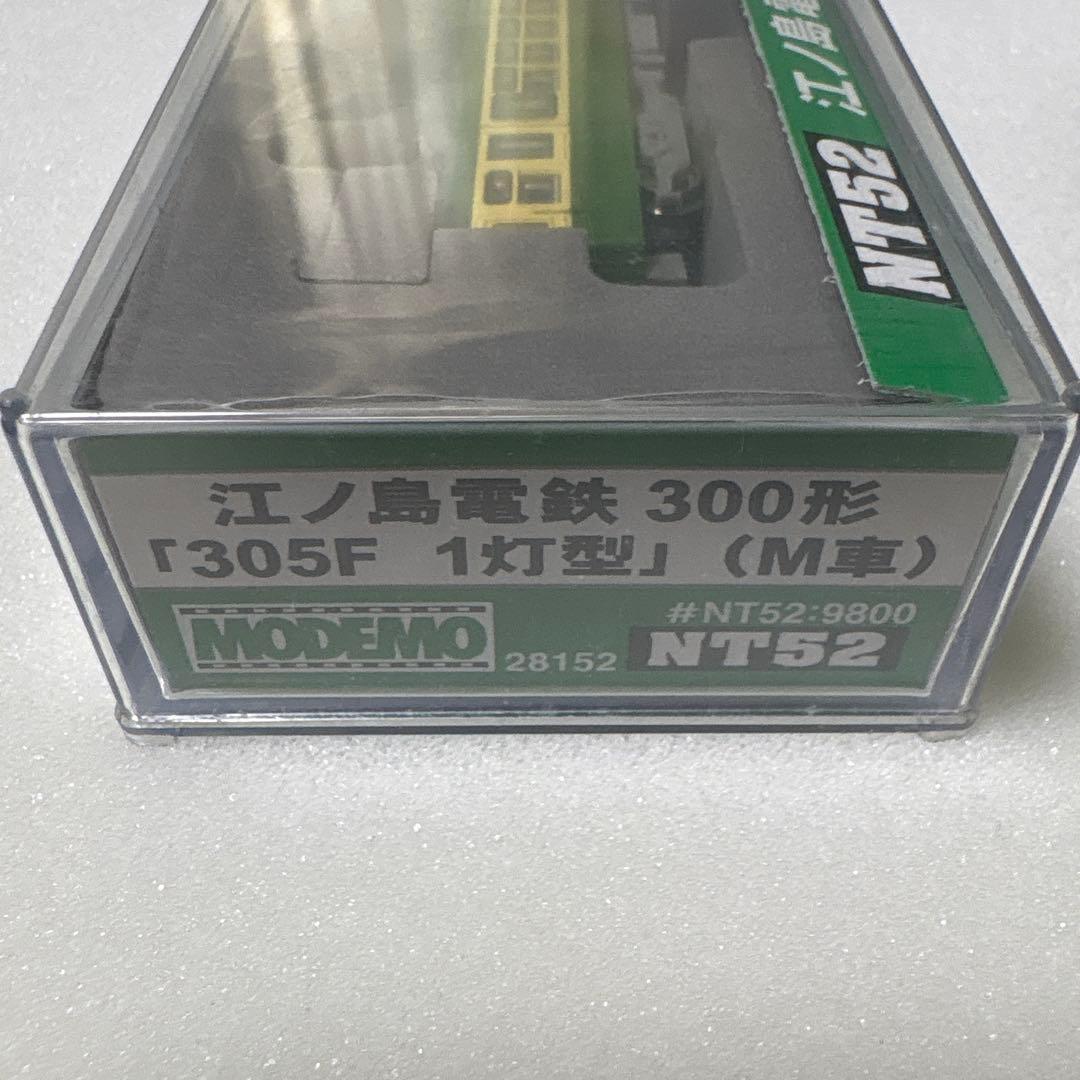 江ノ島電
NT52
江ノ島電鉄 300形
「305F 1灯型」(M車)
MODEMO
28152
#NT52:9800
NT52